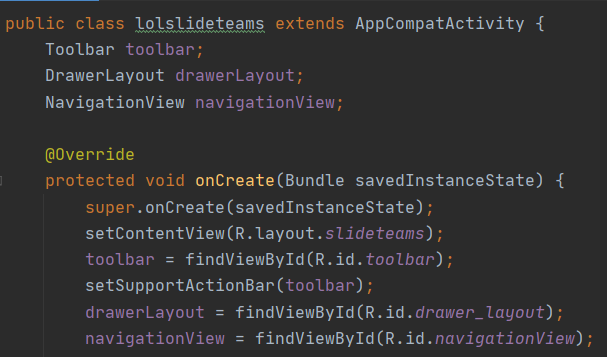 public class lolslideteams extends AppCompatActivity {
    Toolbar toolbar;
    DrawerLayout drawerLayout;
    NavigationView navigationView;

    @Override
    protected void onCreate(Bundle savedInstanceState) {
        super.onCreate(savedInstanceState);
        setContentView(R.layout.slideteams);
        toolbar = findViewById(R.id.toolbar);
        setSupportActionBar(toolbar);
        drawerLayout = findViewById(R.id.drawer_layout);
        navigationView = findViewById(R.id.navigationView);